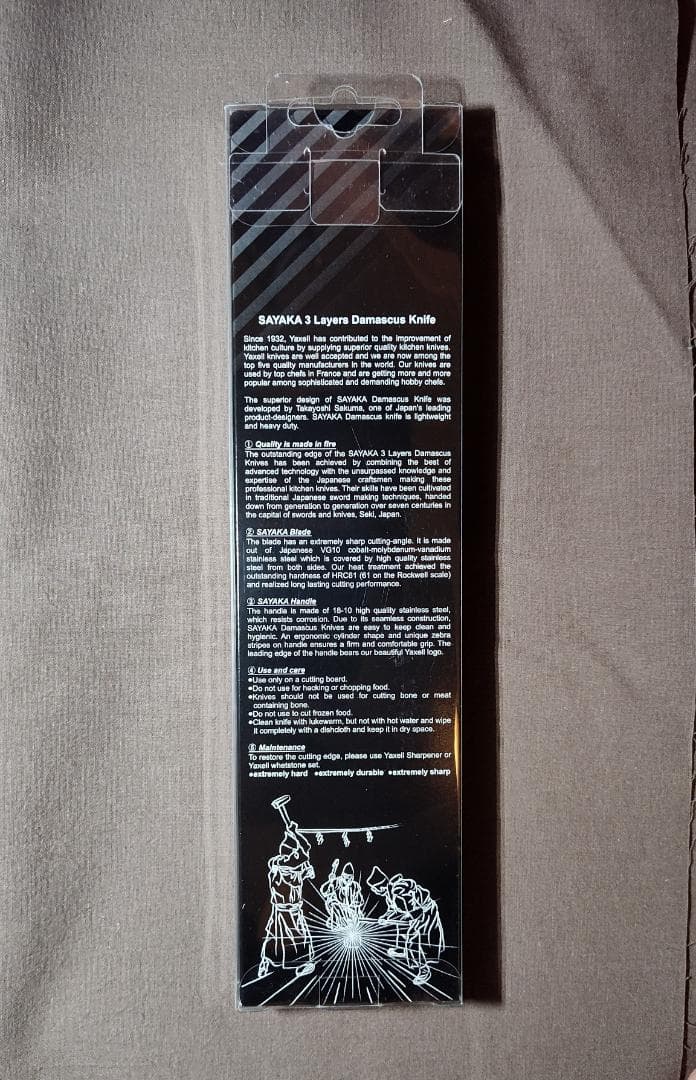 SAYAKA 3 Layers Damascus Knife
Since 1932, Yaxell has contributed to the improvement of
kitchen culture by supplying superior quality kitchen knives.
Yaxell knives are well accepted and we are now among the
top five quality manufacturers in the world. Our knives are
used by top chefs in France and are getting more and more
popular among sophisticated and demanding hobby chefs.
The superior design of SAYAKA Damascus Knife was
developed by Takayoshi Sakuma, one of Japan's leading
product-designers. SAYAKA Damascus knife is lightweight
and heavy duty.
① Quality is made in fire
The outstanding edge of the SAYAKA 3 Layers Damascus
Knives has been achieved by combining the best of
advanced technology with the unsurpassed knowledge and
expertise of the Japanese craftsmen making these
professional kitchen knives. Their skills have been cultivated
in traditional Japanese sword making techniques, handed
down from generation to generation over seven centuries in
the capital of swords and knives, Seki, Japan.
② SAYAKA Blade
The blade has an extremely sharp cutting-angle. It is made
out of Japanese VG10 cobalt-molybdenum-vanadium
stainless steel which is covered by high quality stainless
steel from both sides. Our heat treatment achieved the
outstanding hardness of HRC61 (61 on the Rockwell scale)
and realized long lasting cutting performance.
③ SAYAKA Handle
The handle is made of 18-10 high quality stainless steel,
which resists corrosion. Due to its seamless construction,
SAYAKA Damascus Knives are easy to keep clean and
hygienic. An ergonomic cylinder shape and unique zebra
stripes on handle ensures a firm and comfortable grip. The
leading edge of the handle bears our beautiful Yaxell logo.
④ Use and care
●Use only on a cutting board.
●Do not use for hacking or chopping food.
●Knives should not be used for cutting bone or meat
containing bone.
●Do not use to cut frozen food.
●Clean knife with lukewarm, but not with hot water and wipe
it completely with a dishcloth and keep it in dry space.
⑤ Maintenance
To restore the cutting edge, please use Yaxell Sharpener or
Yaxell whetstone set.
●extremely hard ●extremely durable ●extremely sharp